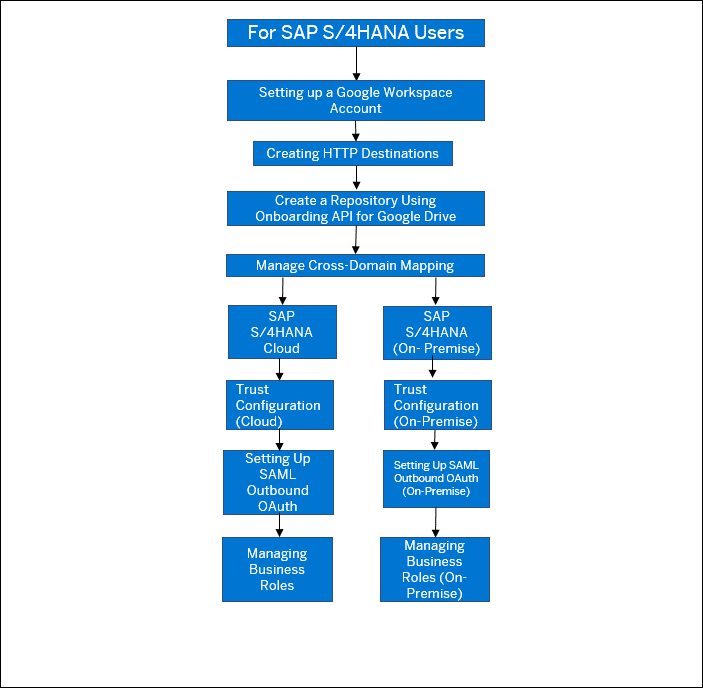 For SAP S/4HANA Users
Setting up a Google Workspace
Account
Creating HTTP Destinations
Create a Repository Using
Onboarding API for Google Drive
Manage Cross-Domain Mapping
SAP
S/4HANA
Cloud
SAP
S/4HANA
(On- Premise)
Trust
Configuration
(Cloud)
Trust
Configuration
(On-Premise)
Setting Up
SAML
Outbound
OAuth
Setting Up SAML
Outbound OAuth
(On-Premise)
Managing
Business
Roles
Managing
Business
Roles (On-
Premise)